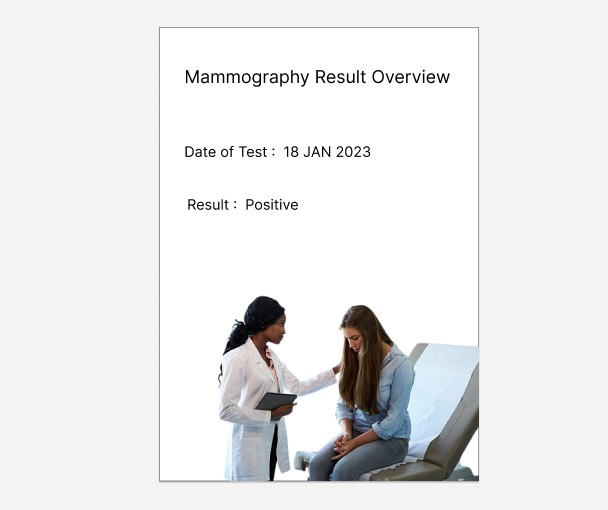 Mammography Result Overview
Date of Test : 18 JAN 2023
Result : Positive